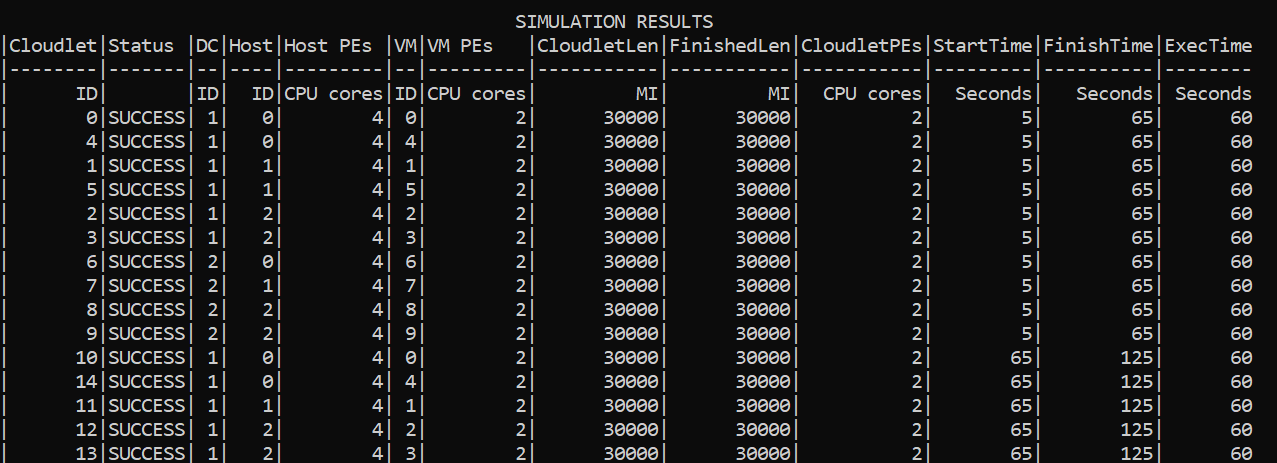 SIMULATION RESULTS
|Cloudlet|Status |DC|Host|Host PEs |VM|VM PEs   |CloudletLen|FinishedLen|CloudletPEs|StartTime|FinishTime|ExecTime
|--------|-------|--|----|---------|--|---------|-----------|-----------|-----------|---------|----------|--------
|      ID|       |ID|  ID|CPU cores|ID|CPU cores|         MI|         MI|  CPU cores|  Seconds|   Seconds| Seconds
|       0|SUCCESS| 1|   0|        4| 0|        2|      30000|      30000|          2|        5|        65|      60
|       4|SUCCESS| 1|   0|        4| 4|        2|      30000|      30000|          2|        5|        65|      60
|       1|SUCCESS| 1|   1|        4| 1|        2|      30000|      30000|          2|        5|        65|      60
|       5|SUCCESS| 1|   1|        4| 5|        2|      30000|      30000|          2|        5|        65|      60
|       2|SUCCESS| 1|   2|        4| 2|        2|      30000|      30000|          2|        5|        65|      60
|       3|SUCCESS| 1|   2|        4| 3|        2|      30000|      30000|          2|        5|        65|      60
|       6|SUCCESS| 2|   0|        4| 6|        2|      30000|      30000|          2|        5|        65|      60
|       7|SUCCESS| 2|   1|        4| 7|        2|      30000|      30000|          2|        5|        65|      60
|       8|SUCCESS| 2|   2|        4| 8|        2|      30000|      30000|          2|        5|        65|      60
|       9|SUCCESS| 2|   2|        4| 9|        2|      30000|      30000|          2|        5|        65|      60
|      10|SUCCESS| 1|   0|        4| 0|        2|      30000|      30000|          2|       65|       125|      60
|      14|SUCCESS| 1|   0|        4| 4|        2|      30000|      30000|          2|       65|       125|      60
|      11|SUCCESS| 1|   1|        4| 1|        2|      30000|      30000|          2|       65|       125|      60
|      12|SUCCESS| 1|   2|        4| 2|        2|      30000|      30000|          2|       65|       125|      60
|      13|SUCCESS| 1|   2|        4| 3|        2|      30000|      30000|          2|       65|       125|      60